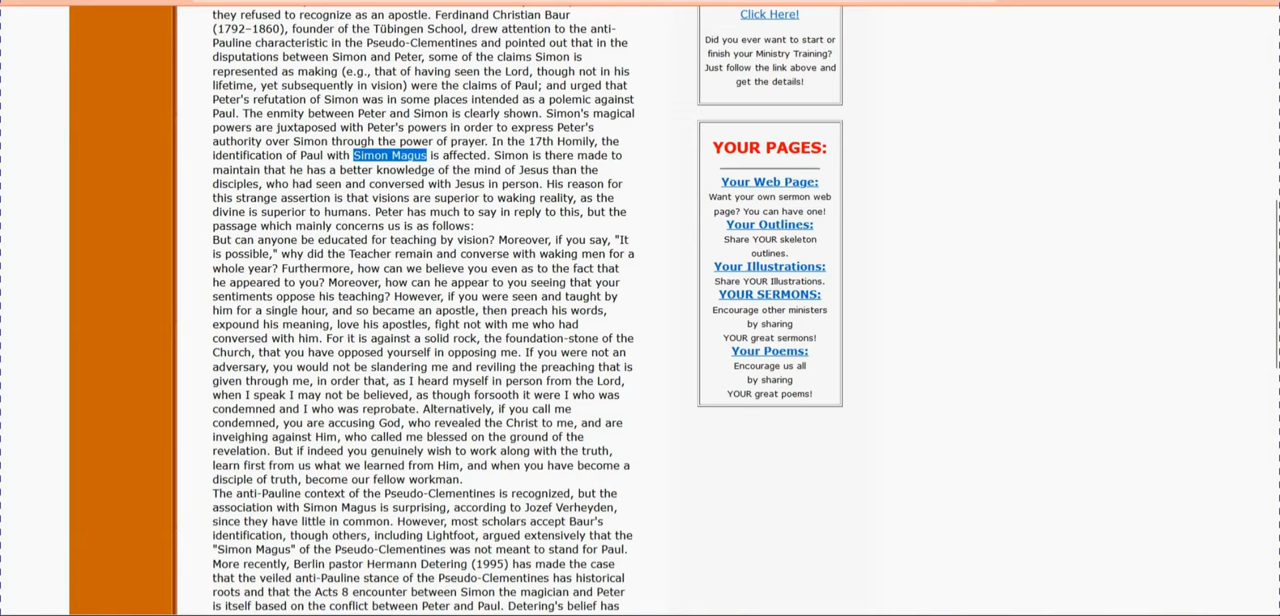 they refused to recognize as an apostle. Ferdinand Christian Baur
(1792–1860), founder of the Tübingen School, drew attention to the anti-
Pauline characteristic in the Pseudo-Clementines and pointed out that in the
disputations between Simon and Peter, some of the claims Simon is
represented as making (e.g., that of having seen the Lord, though not in his
lifetime, yet subsequently in vision) were the claims of Paul; and urged that
Peter's refutation of Simon was in some places intended as a polemic against
Paul. The enmity between Peter and Simon is clearly shown. Simon's magical
powers are juxtaposed with Peter's powers in order to express Peter's
authority over Simon through the power of prayer. In the 17th Homily, the
identification of Paul with Simon Magus is affected. Simon is there made to
maintain that he has a better knowledge of the mind of Jesus than the
disciples, who had seen and conversed with Jesus in person. His reason for
this strange assertion is that visions are superior to waking reality, as the
divine is superior to humans. Peter has much to say in reply to this, but the
passage which mainly concerns us is as follows:
But can anyone be educated for teaching by vision? Moreover, if you say, "It
is possible," why did the Teacher remain and converse with waking men for a
whole year? Furthermore, how can we believe you even as to the fact that
he appeared to you? Moreover, how can he appear to you seeing that your
sentiments oppose his teaching? However, if you were seen and taught by
him for a single hour, and so became an apostle, then preach his words,
expound his meaning, love his apostles, fight not with me who had
conversed with him. For it is against a solid rock, the foundation-stone of the
Church, that you have opposed yourself in opposing me. If you were not an
adversary, you would not be slandering me and reviling the preaching that is
given through me, in order that, as I heard myself in person from the Lord,
when I speak I may not be believed, as though forsooth it were I who was
condemned and I who was reprobate. Alternatively, if you call me
condemned, you are accusing God, who revealed the Christ to me, and are
inveighing against Him, who called me blessed on the ground of the
revelation. But if indeed you genuinely wish to work along with the truth,
learn first from us what we learned from Him, and when you have become a
disciple of truth, become our fellow workman.
The anti-Pauline context of the Pseudo-Clementines is recognized, but the
association with Simon Magus is surprising, according to Jozef Verheyden,
since they have little in common. However, most scholars accept Baur's
identification, though others, including Lightfoot, argued extensively that the
"Simon Magus" of the Pseudo-Clementines was not meant to stand for Paul.
More recently, Berlin pastor Hermann Detering (1995) has made the case
that the veiled anti-Pauline stance of the Pseudo-Clementines has historical
roots and that the Acts 8 encounter between Simon the magician and Peter
is itself based on the conflict between Peter and Paul. Detering's belief has
Click Here!
Did you ever want to start or
finish your Ministry Training?
Just follow the link above and
get the details!
YOUR PAGES:
Your Web Page:
Want your own sermon web
page? You can have one!
Your Outlines:
Share YOUR skeleton
outlines.
Your Illustrations:
Share YOUR Illustrations.
YOUR SERMONS:
Encourage other ministers
by sharing
YOUR great sermons!
Your Poems:
Encourage us all
by sharing
YOUR great poems!